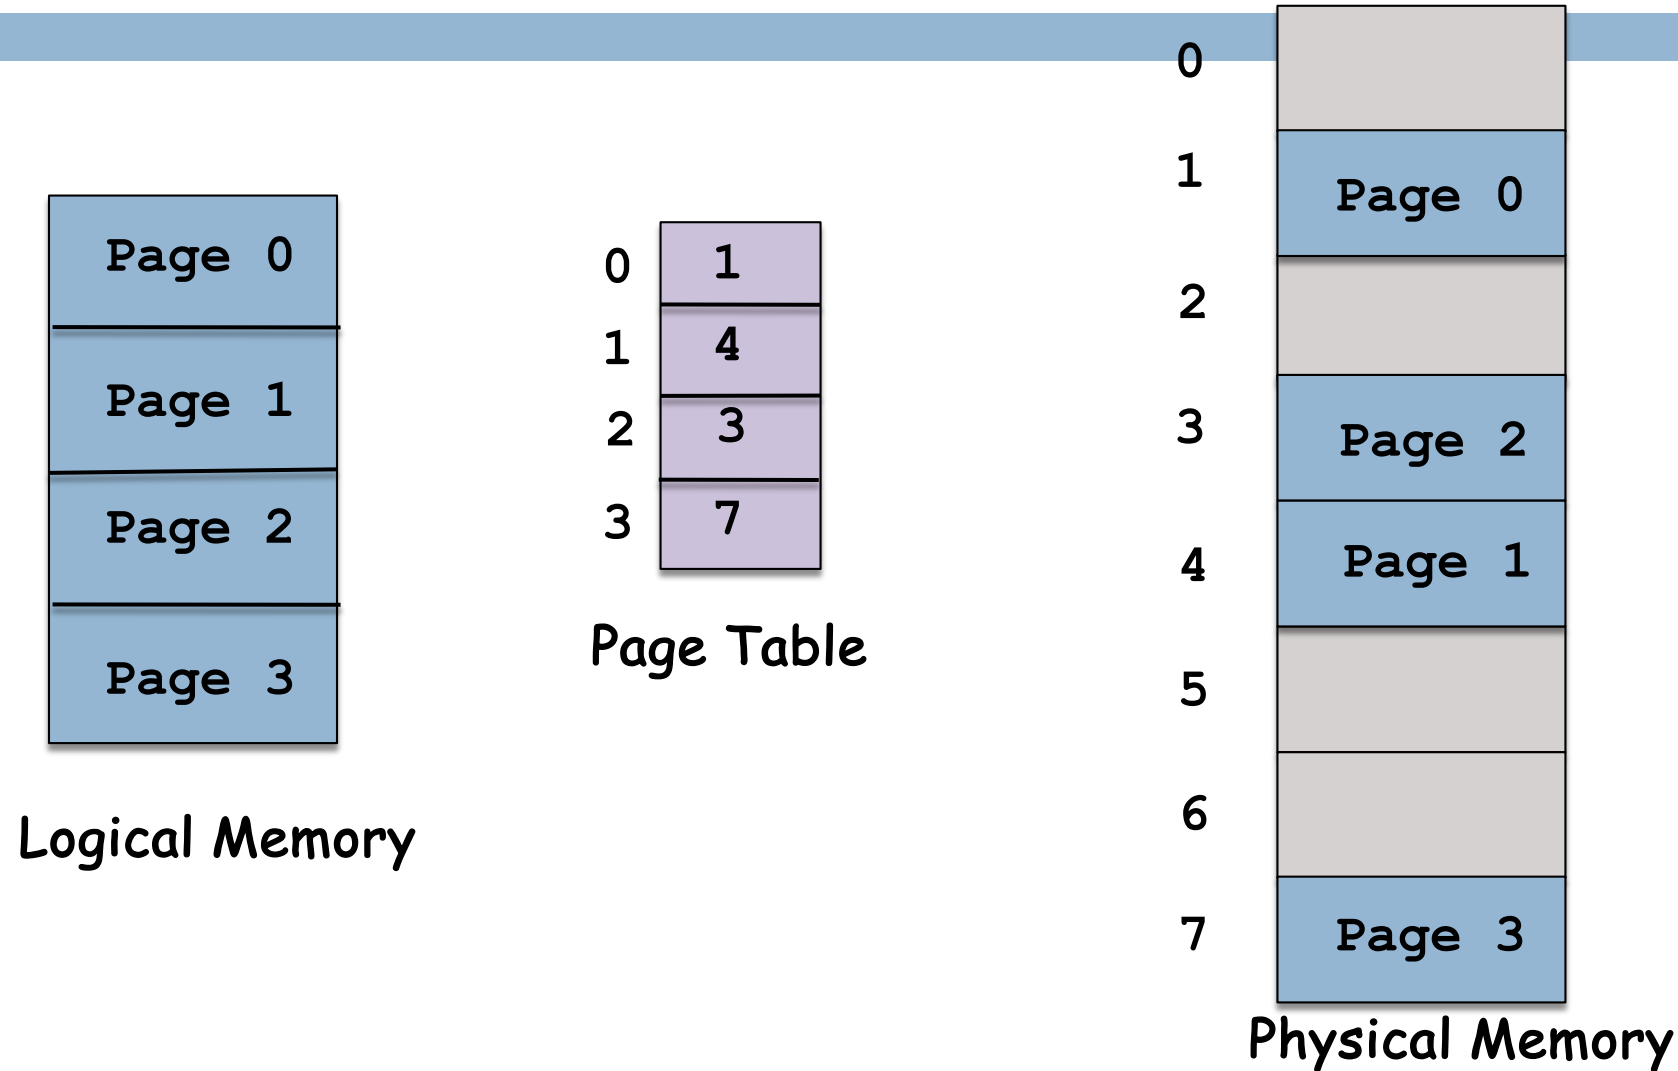 Page 0
Page 1
Page 2
Page 3
Logical Memory
0 1
1 4
2 3
3 7
Page Table
0
1 Page 0
2
3 Page 2
4 Page 1
5
6
7 Page 3
Physical Memory